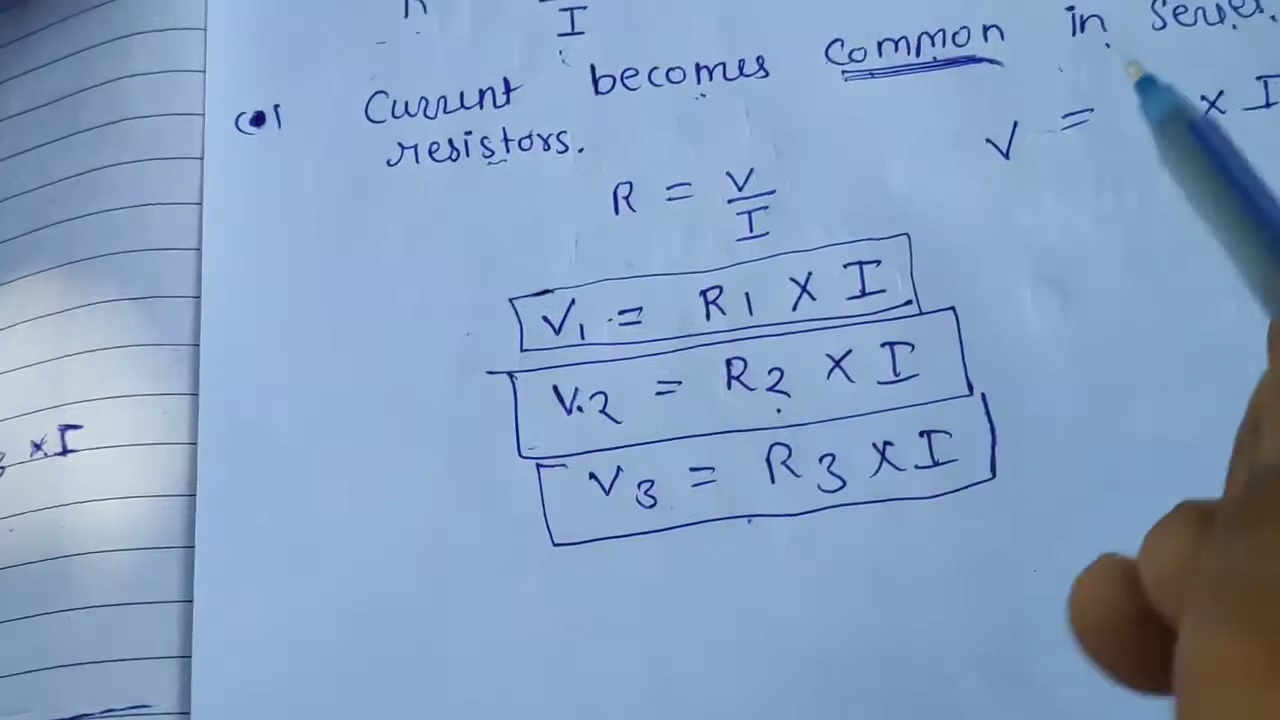 I
(•) Current becomes common in series
resistors.
V = × I
R = V
I
V1 = R1 × I
V2 = R2 × I
V3 = R3 × I
× I